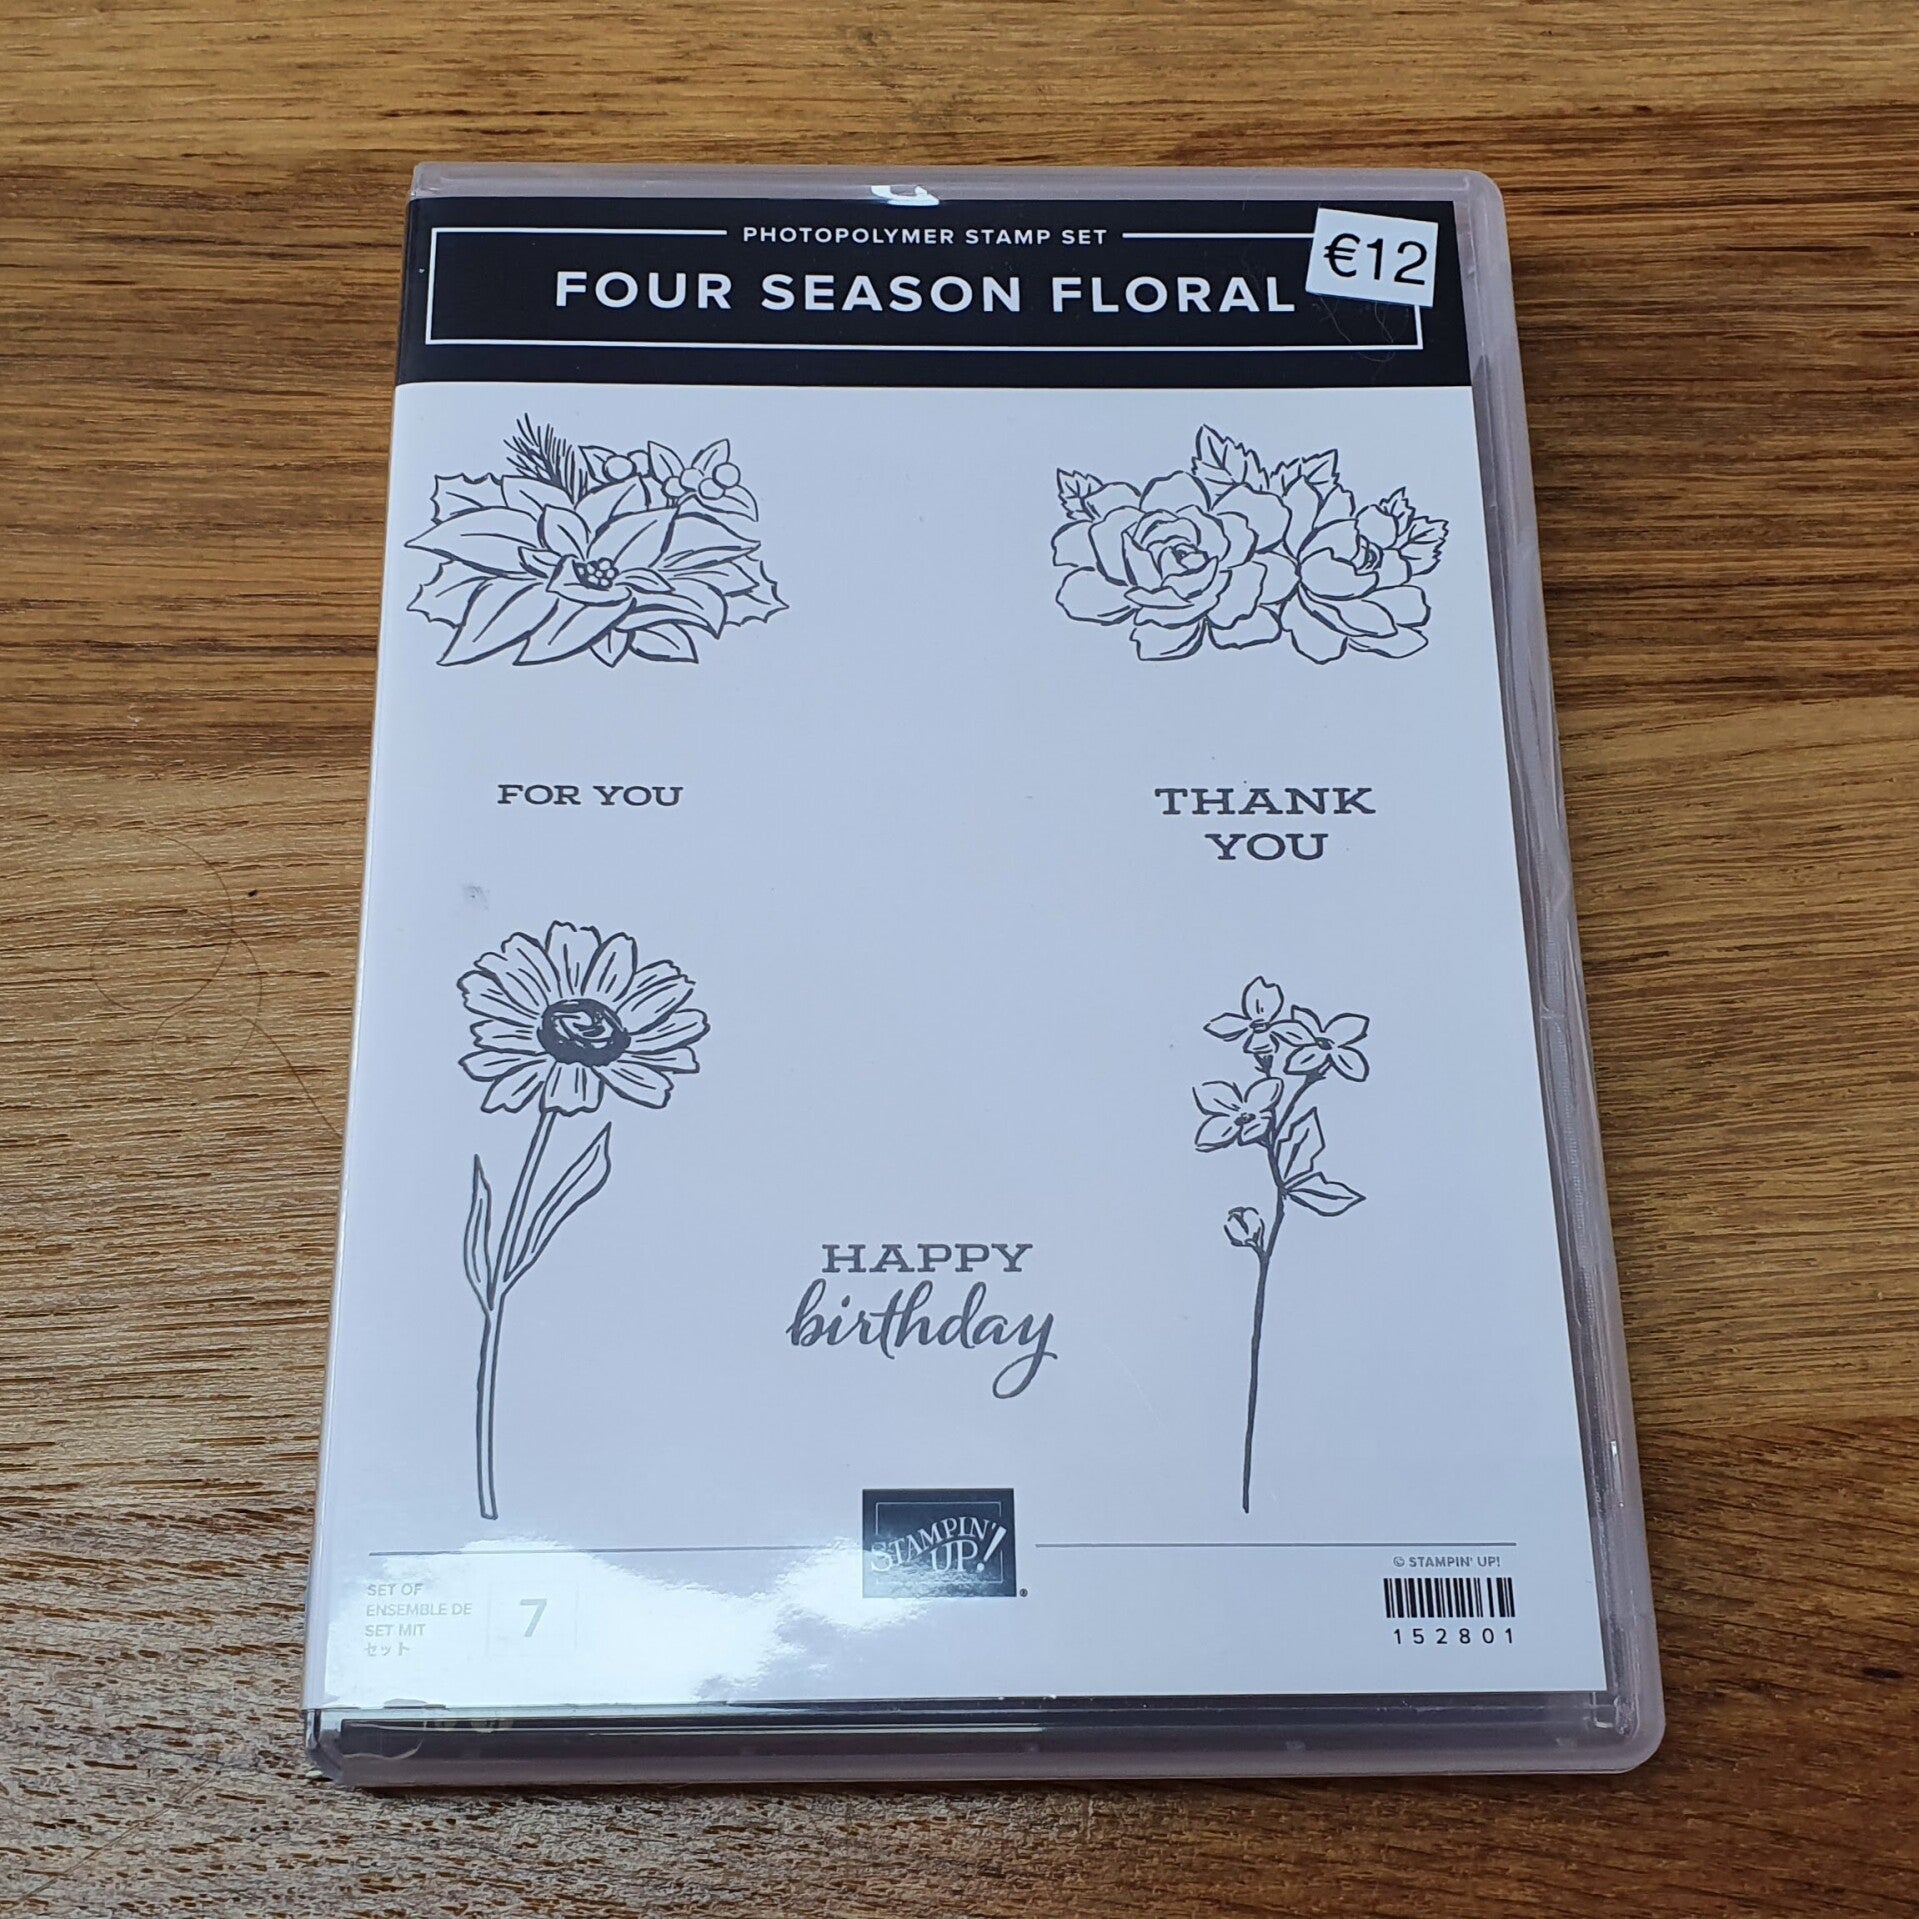 PHOTOPOLYMER STAMP SET
FOUR SEASON FLORAL
€12
FOR YOU
THANK
YOU
HAPPY
birthday
STAMPIN'
UP!
®
© STAMPIN' UP!
SET OF
ENSEMBLE DE
SET MIT
セット
7
152801